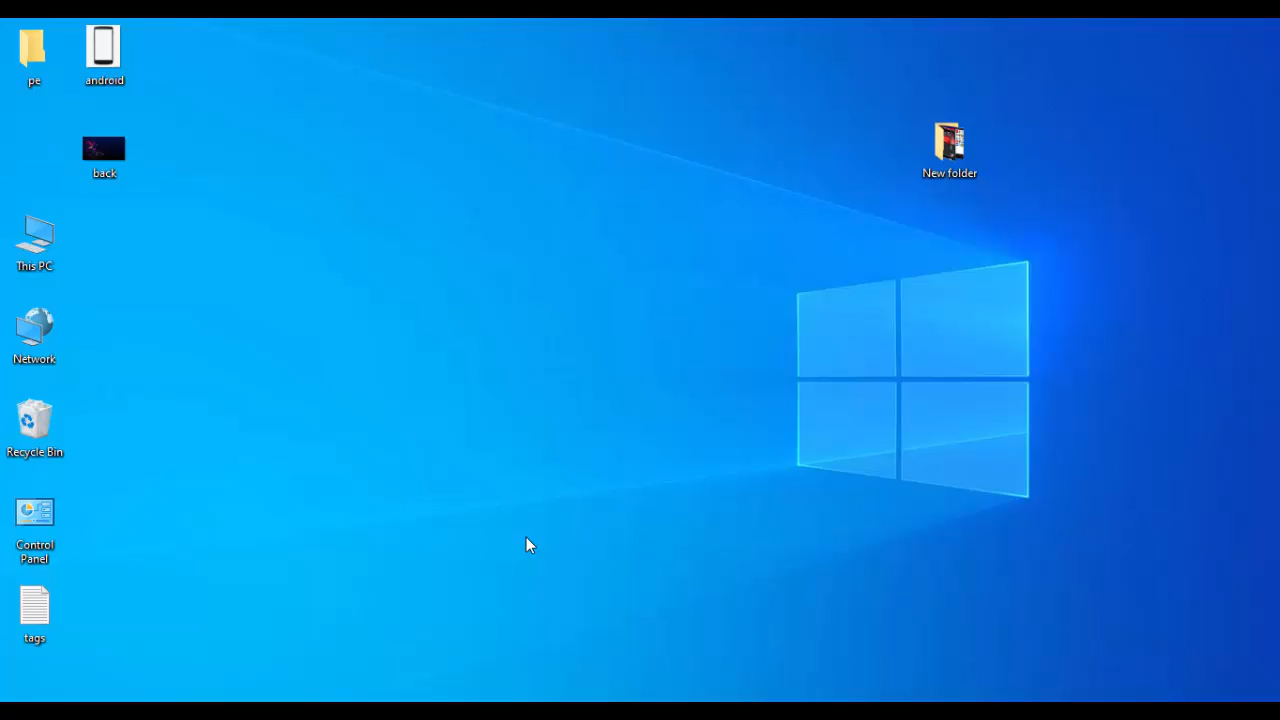 pe
android
back
New folder
This PC
Network
Recycle Bin
Control
Panel
tags